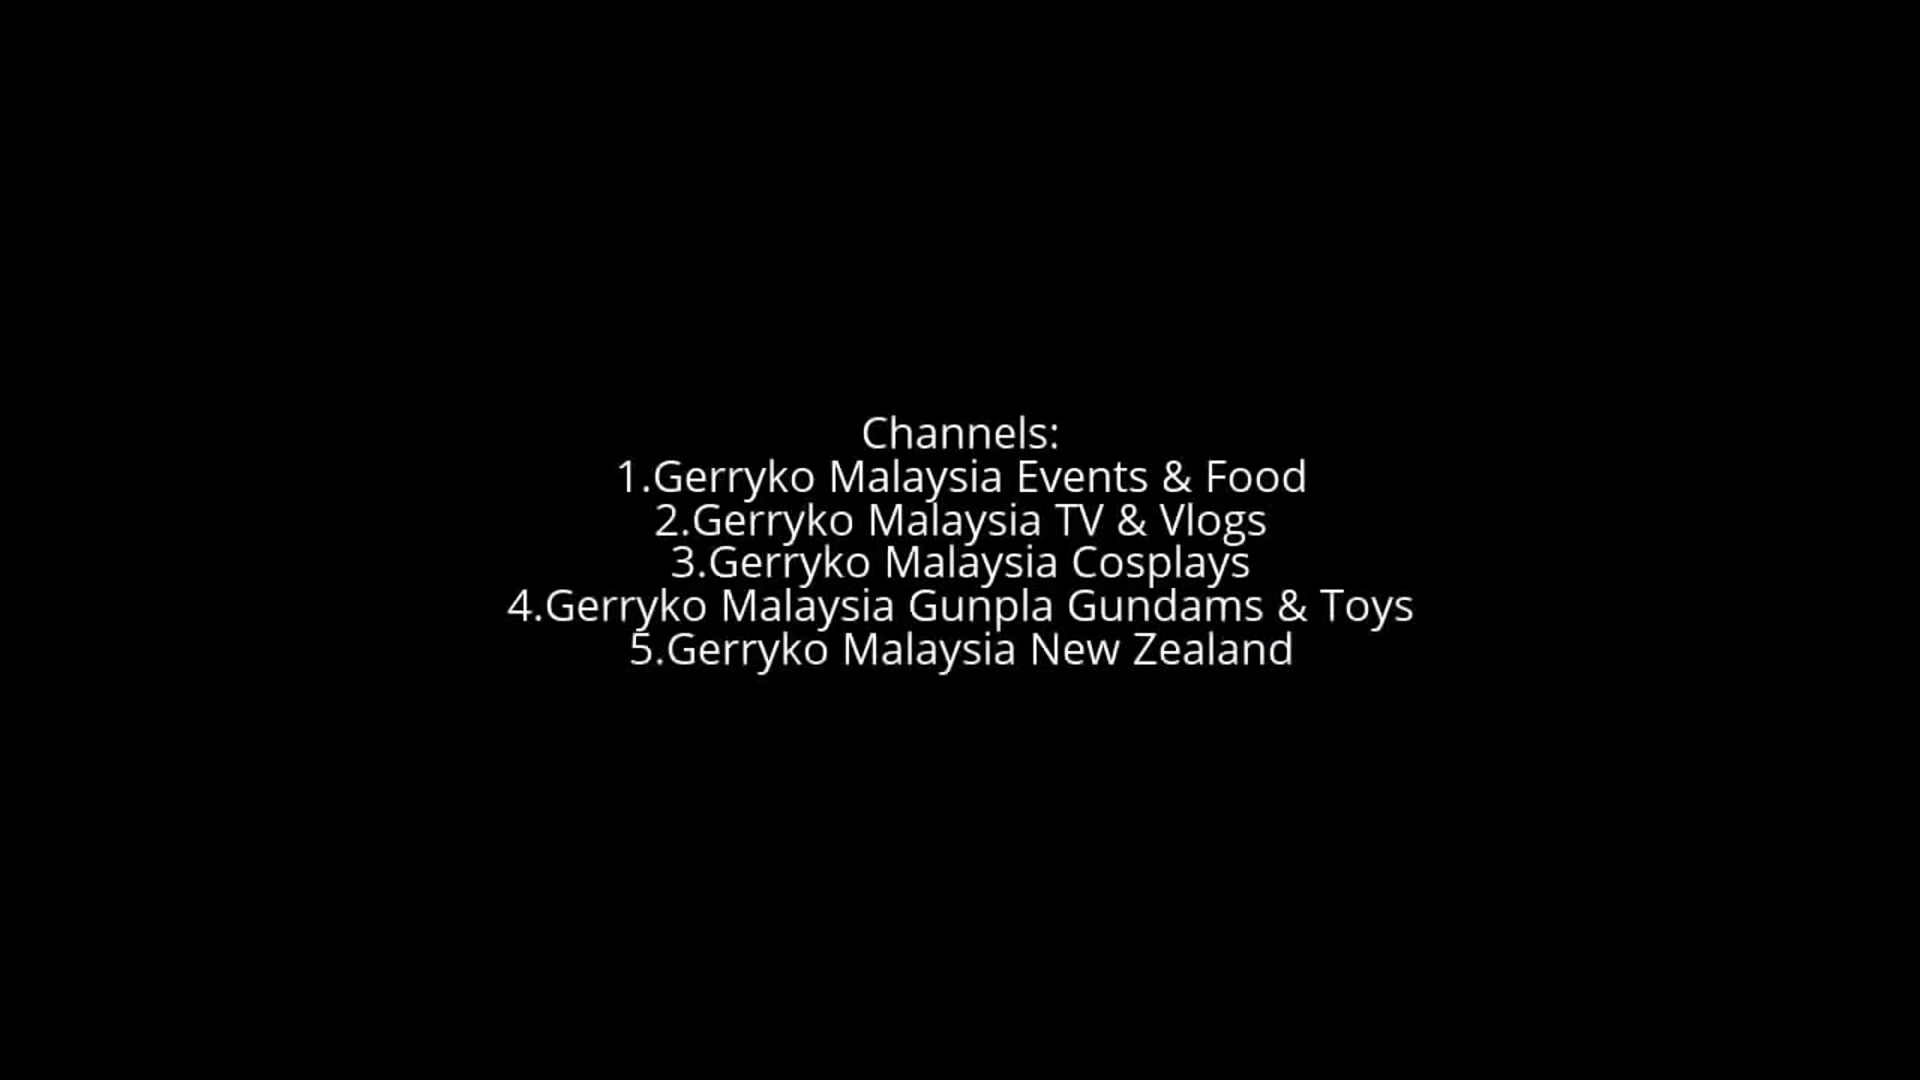 Channels:
1.Gerryko Malaysia Events & Food
2.Gerryko Malaysia TV & Vlogs
3.Gerryko Malaysia Cosplays
4.Gerryko Malaysia Gunpla Gundams & Toys
5.Gerryko Malaysia New Zealand